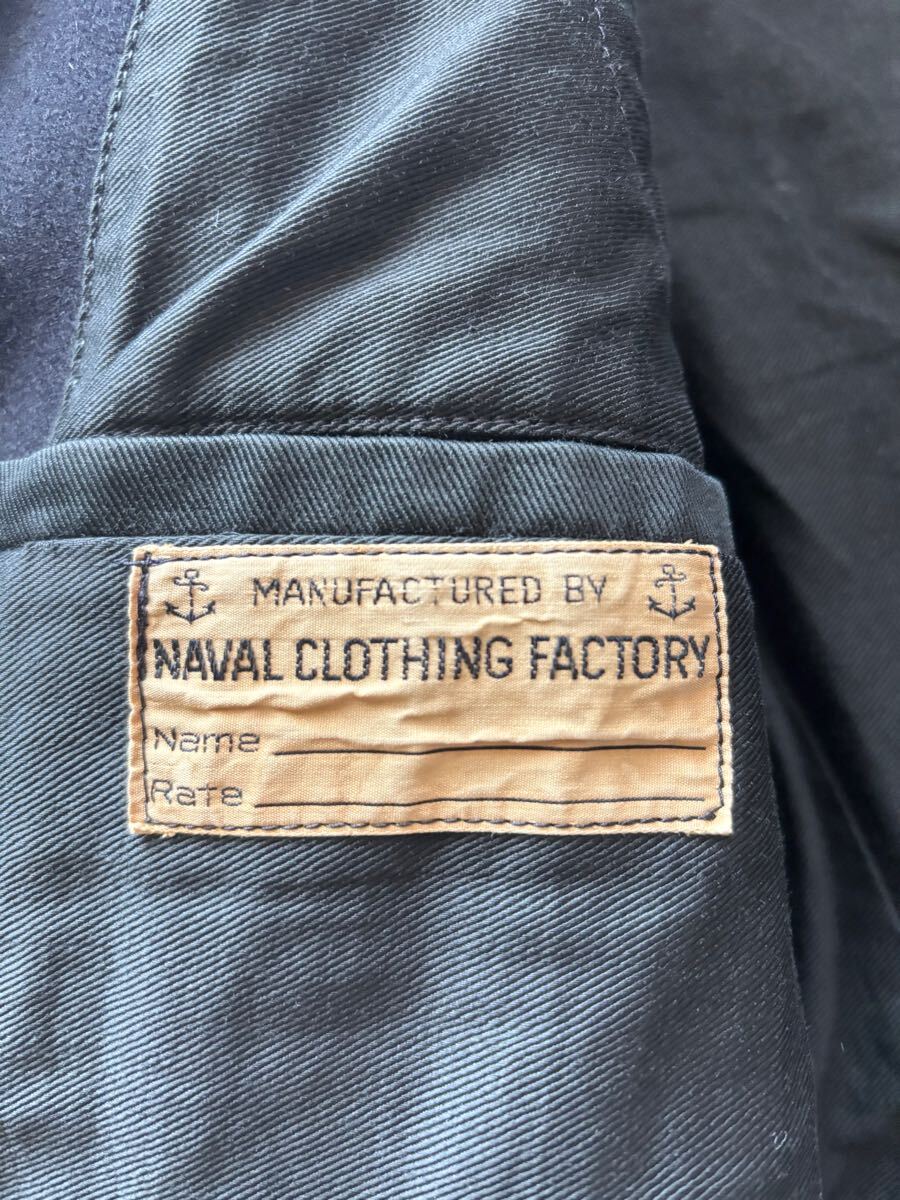 MANUFACTURED BY
NAVAL CLOTHING FACTORY
Name
Rate